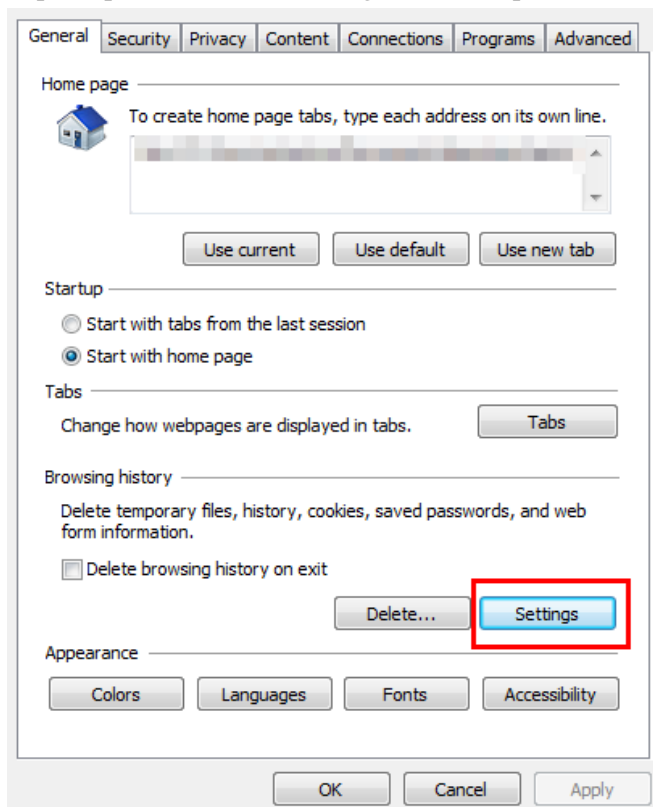 General Security Privacy Content Connections Programs Advanced
Home page
To create home page tabs, type each address on its own line.
Use current Use default Use new tab
Startup
Start with tabs from the last session
Start with home page
Tabs
Change how webpages are displayed in tabs. Tabs
Browsing history
Delete temporary files, history, cookies, saved passwords, and web
form information.
Delete browsing history on exit
Delete... Settings
Appearance
Colors Languages Fonts Accessibility
OK Cancel Apply